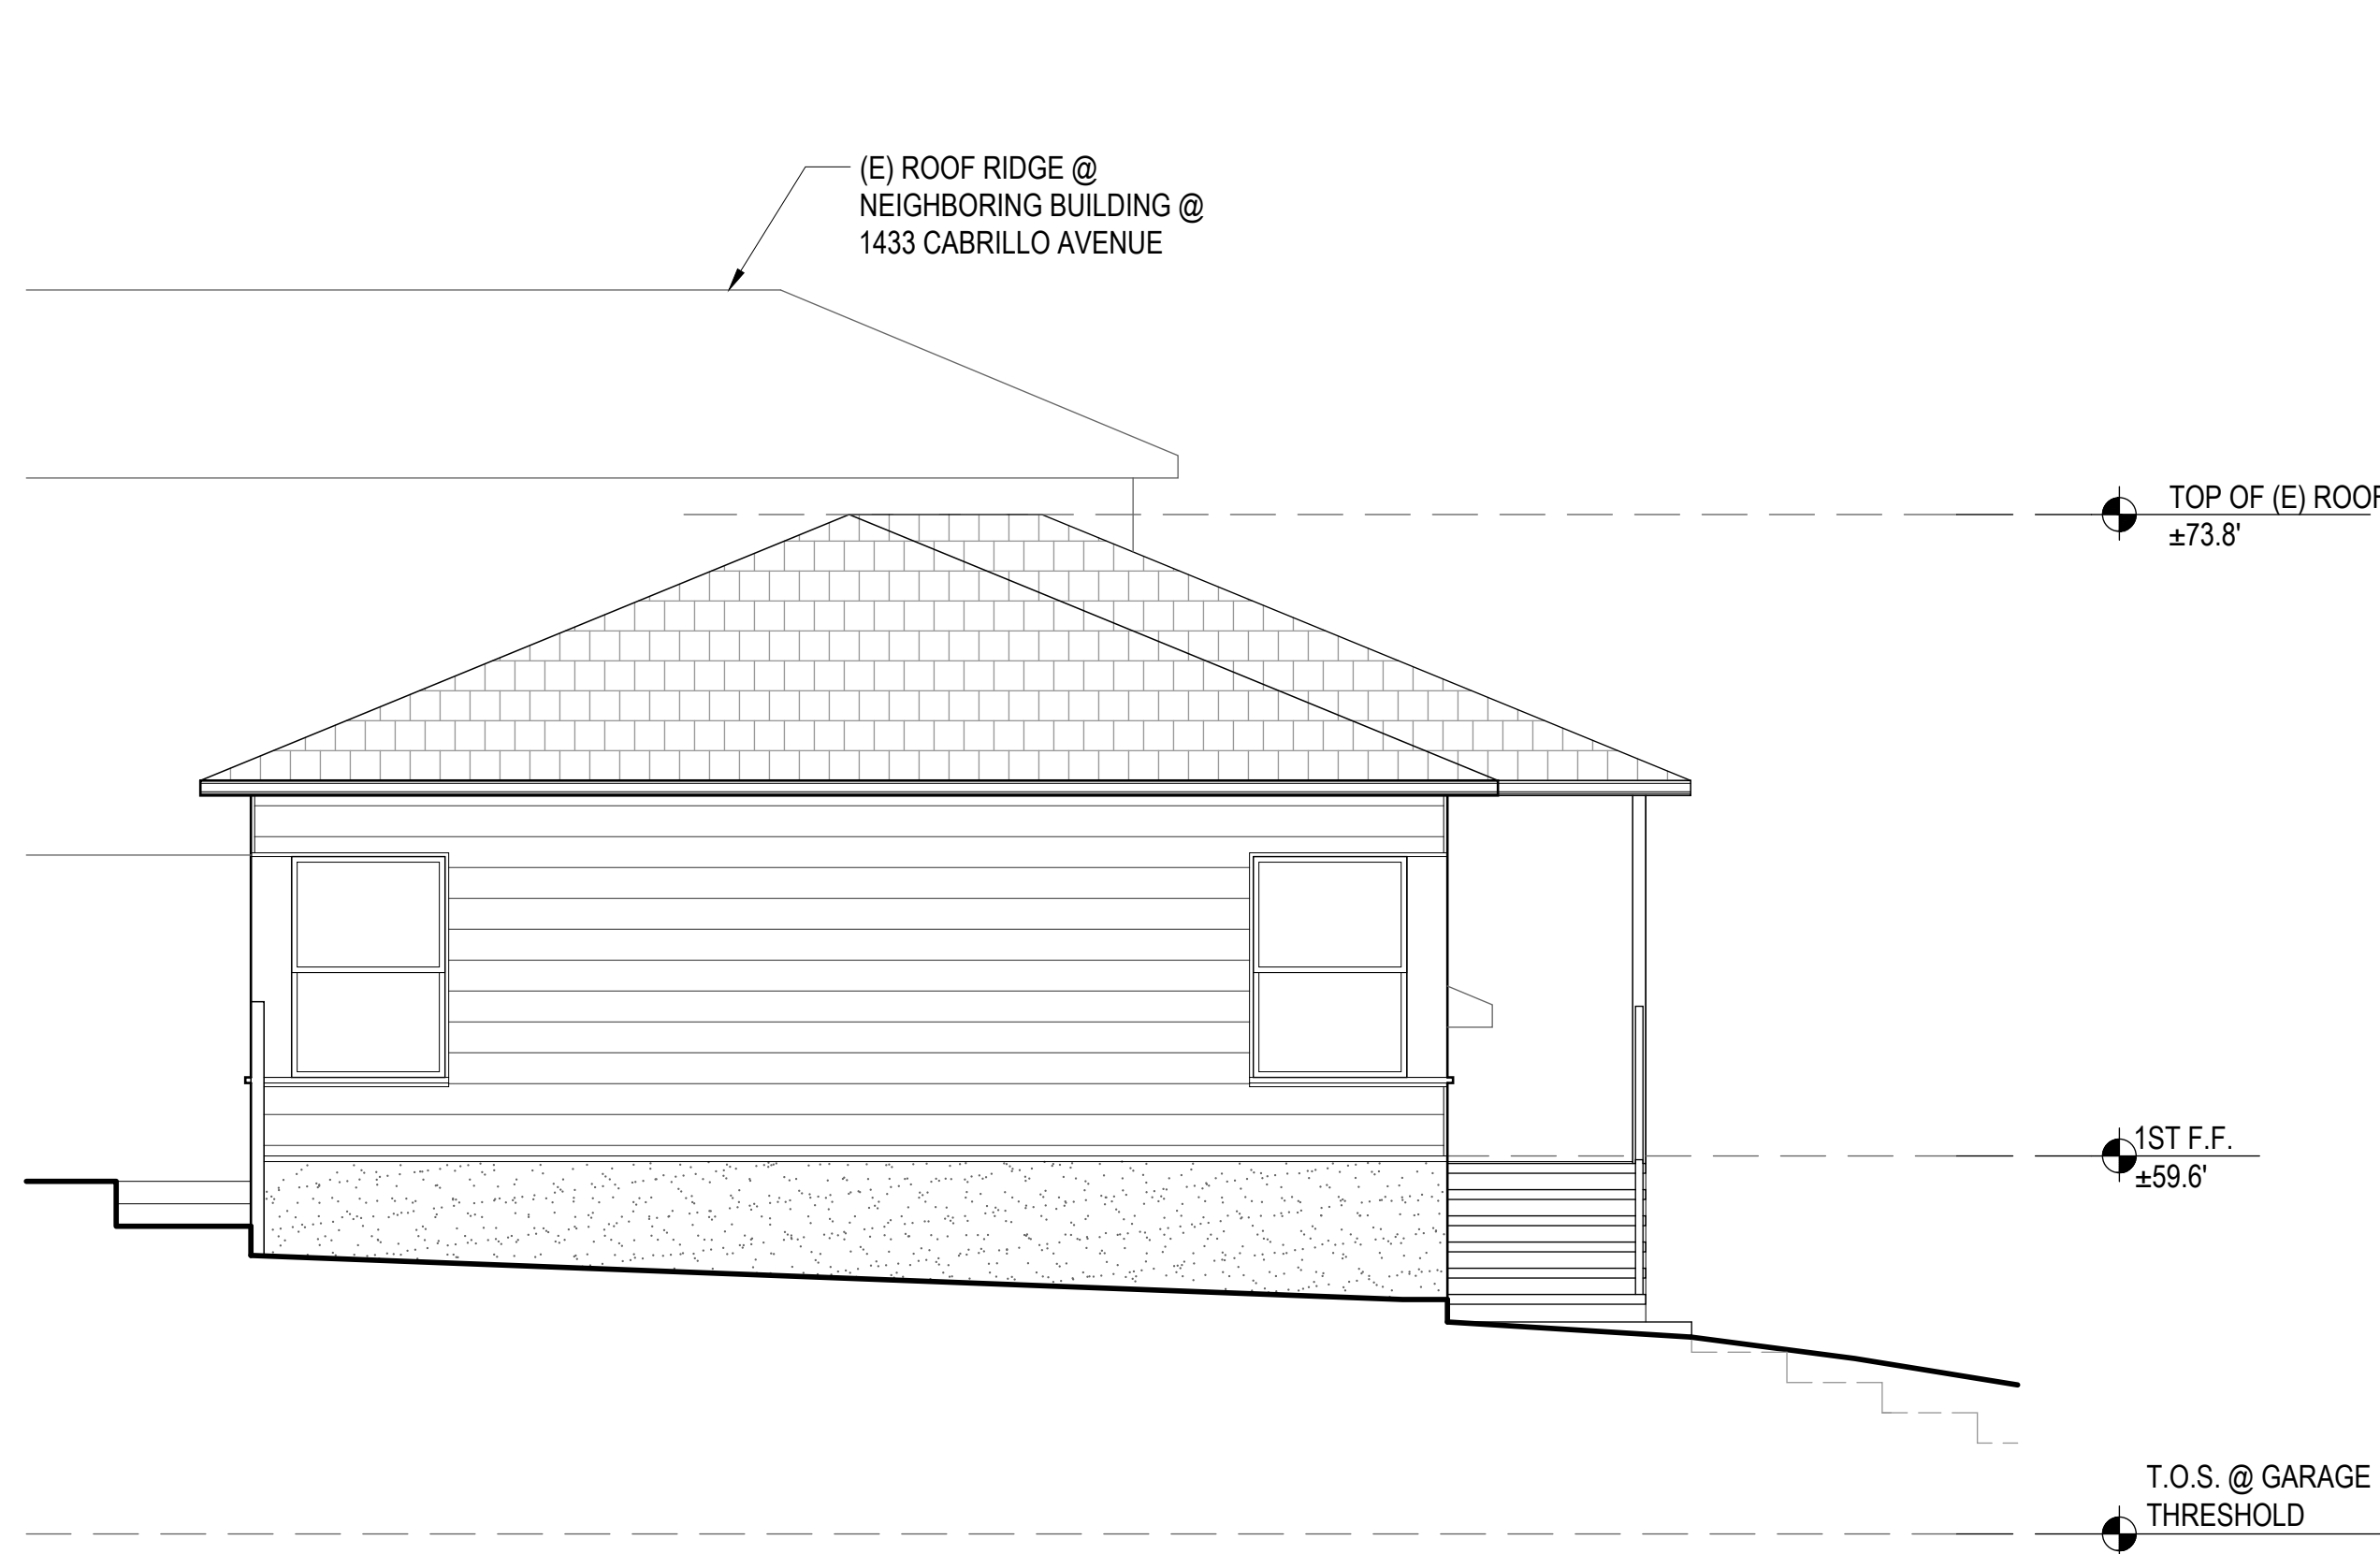 (E) ROOF RIDGE @
NEIGHBORING BUILDING @
1433 CABRILLO AVENUE
TOP OF (E) ROOF
±73.8'
1ST F.F.
±59.6'
T.O.S. @ GARAGE
THRESHOLD